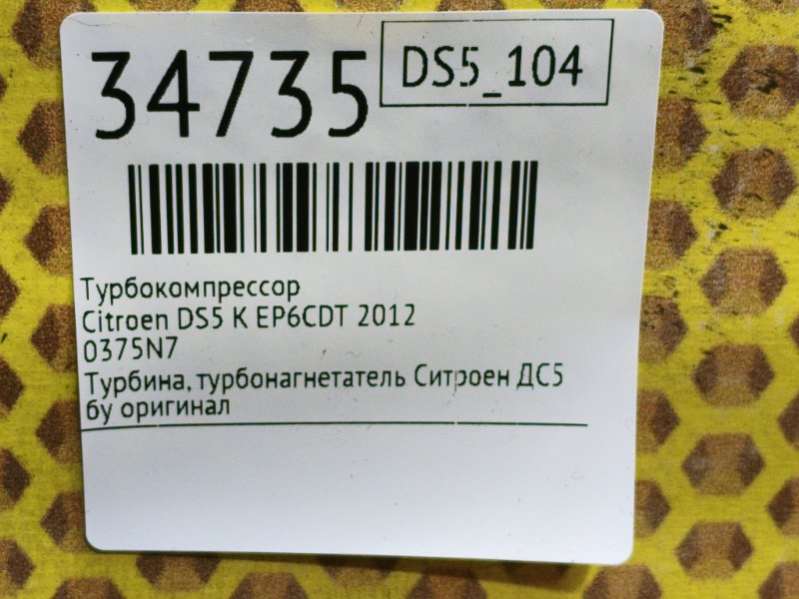 34735
DS5_104
Турбокомпрессор
Citroen DS5 K EP6CDT 2012
0375N7
Турбина, турбонагнетатель Ситроен ДС5
бу оригинал